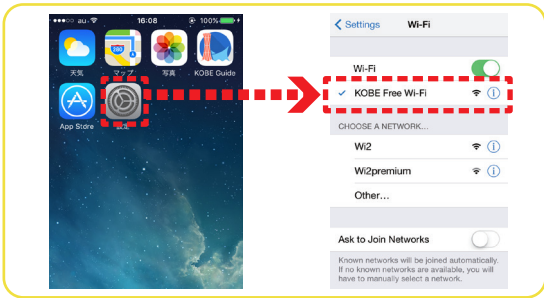 au 16:08 100%
天気 マップ 写真 KOBE Guide
App Store 設定
Settings Wi-Fi
Wi-Fi
KOBE Free Wi-Fi
CHOOSE A NETWORK...
Wi2
Wi2premium
Other...
Ask to Join Networks
Known networks will be joined automatically.
If no known networks are available, you will
have to manually select a network.